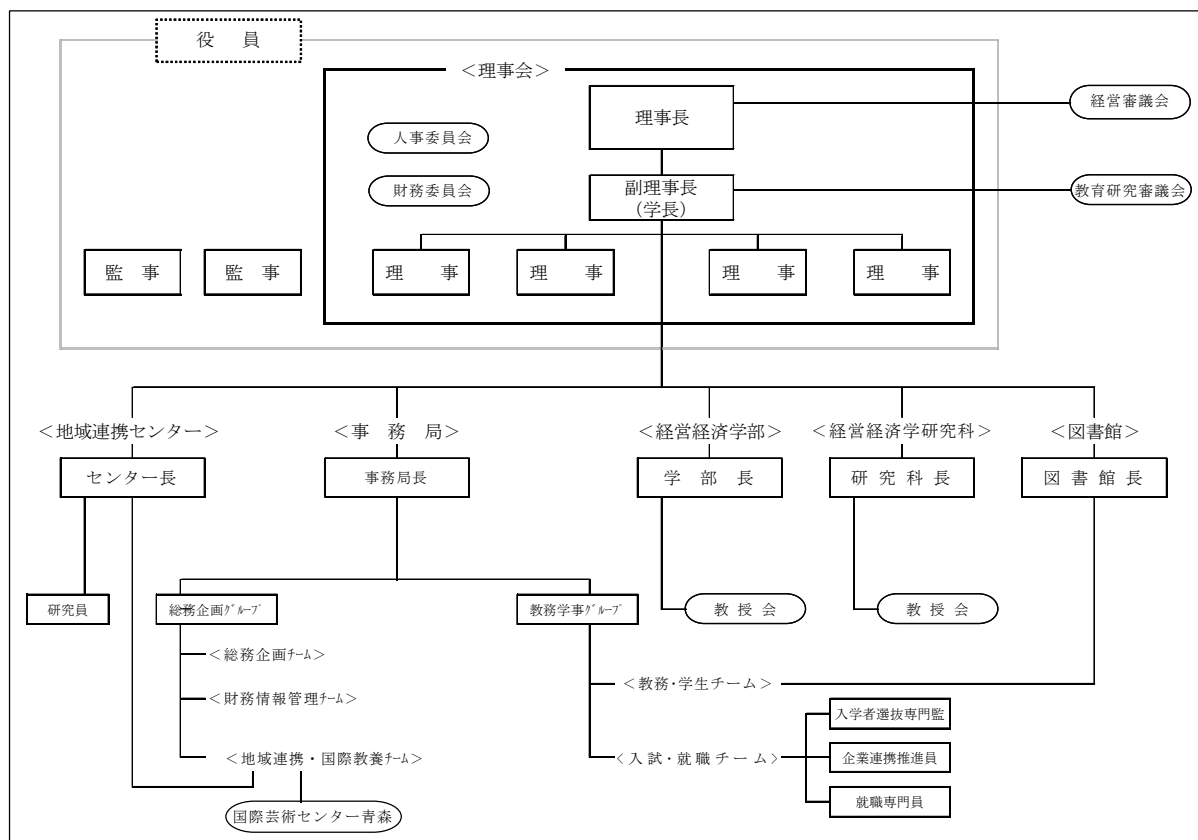 役　員
＜理事会＞
理事長
経営審議会
人事委員会
財務委員会
副理事長
（学長）
教育研究審議会
監　事
監　事
理　事
理　事
理　事
理　事
＜地域連携センター＞
＜事　務　局＞
＜経営経済学部＞
＜経営経済学研究科＞
＜図書館＞
センター長
事務局長
学　部　長
研　究　科　長
図　書　館　長
研究員
総務企画ｸﾞﾙｰﾌﾟ
教務学事ｸﾞﾙｰﾌﾟ
教　授　会
教　授　会
＜総務企画ﾁｰﾑ＞
＜教務・学生チーム＞
＜財務情報管理ﾁｰﾑ＞
入学者選抜専門監
＜地域連携・国際教養ﾁｰﾑ＞
＜入試・就職チーム＞
企業連携推進員
就職専門員
国際芸術センター青森